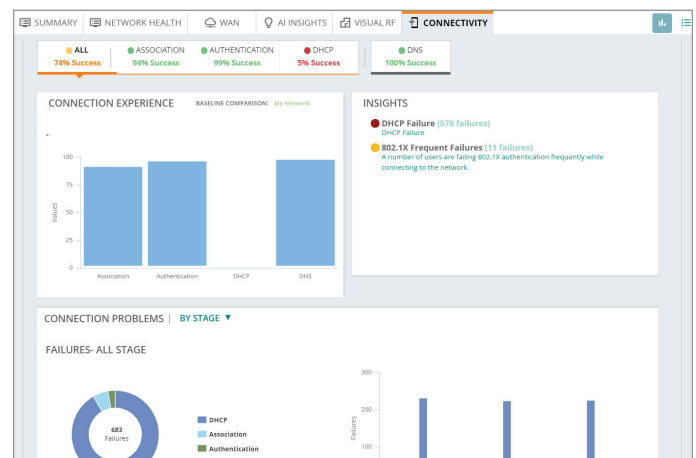 SUMMARY NETWORK HEALTH WAN AI INSIGHTS VISUAL RF CONNECTIVITY
ALL ASSOCIATION AUTHENTICATION DHCP DNS
74% Success 94% Success 99% Success 5% Success 100% Success
CONNECTION EXPERIENCE BASELINE COMPARISON: My Network
-
100
75
50
25
0
Values
Association Authentication DHCP DNS
INSIGHTS
DHCP Failure (578 failures)
DHCP Failure
802.1X Frequent Failures (11 failures)
A number of users are failing 802.1X authentication frequently while
connecting to the network.
CONNECTION PROBLEMS | BY STAGE ▼
FAILURES- ALL STAGE
683
Failures
DHCP
Association
Authentication
300
200
100
Failures